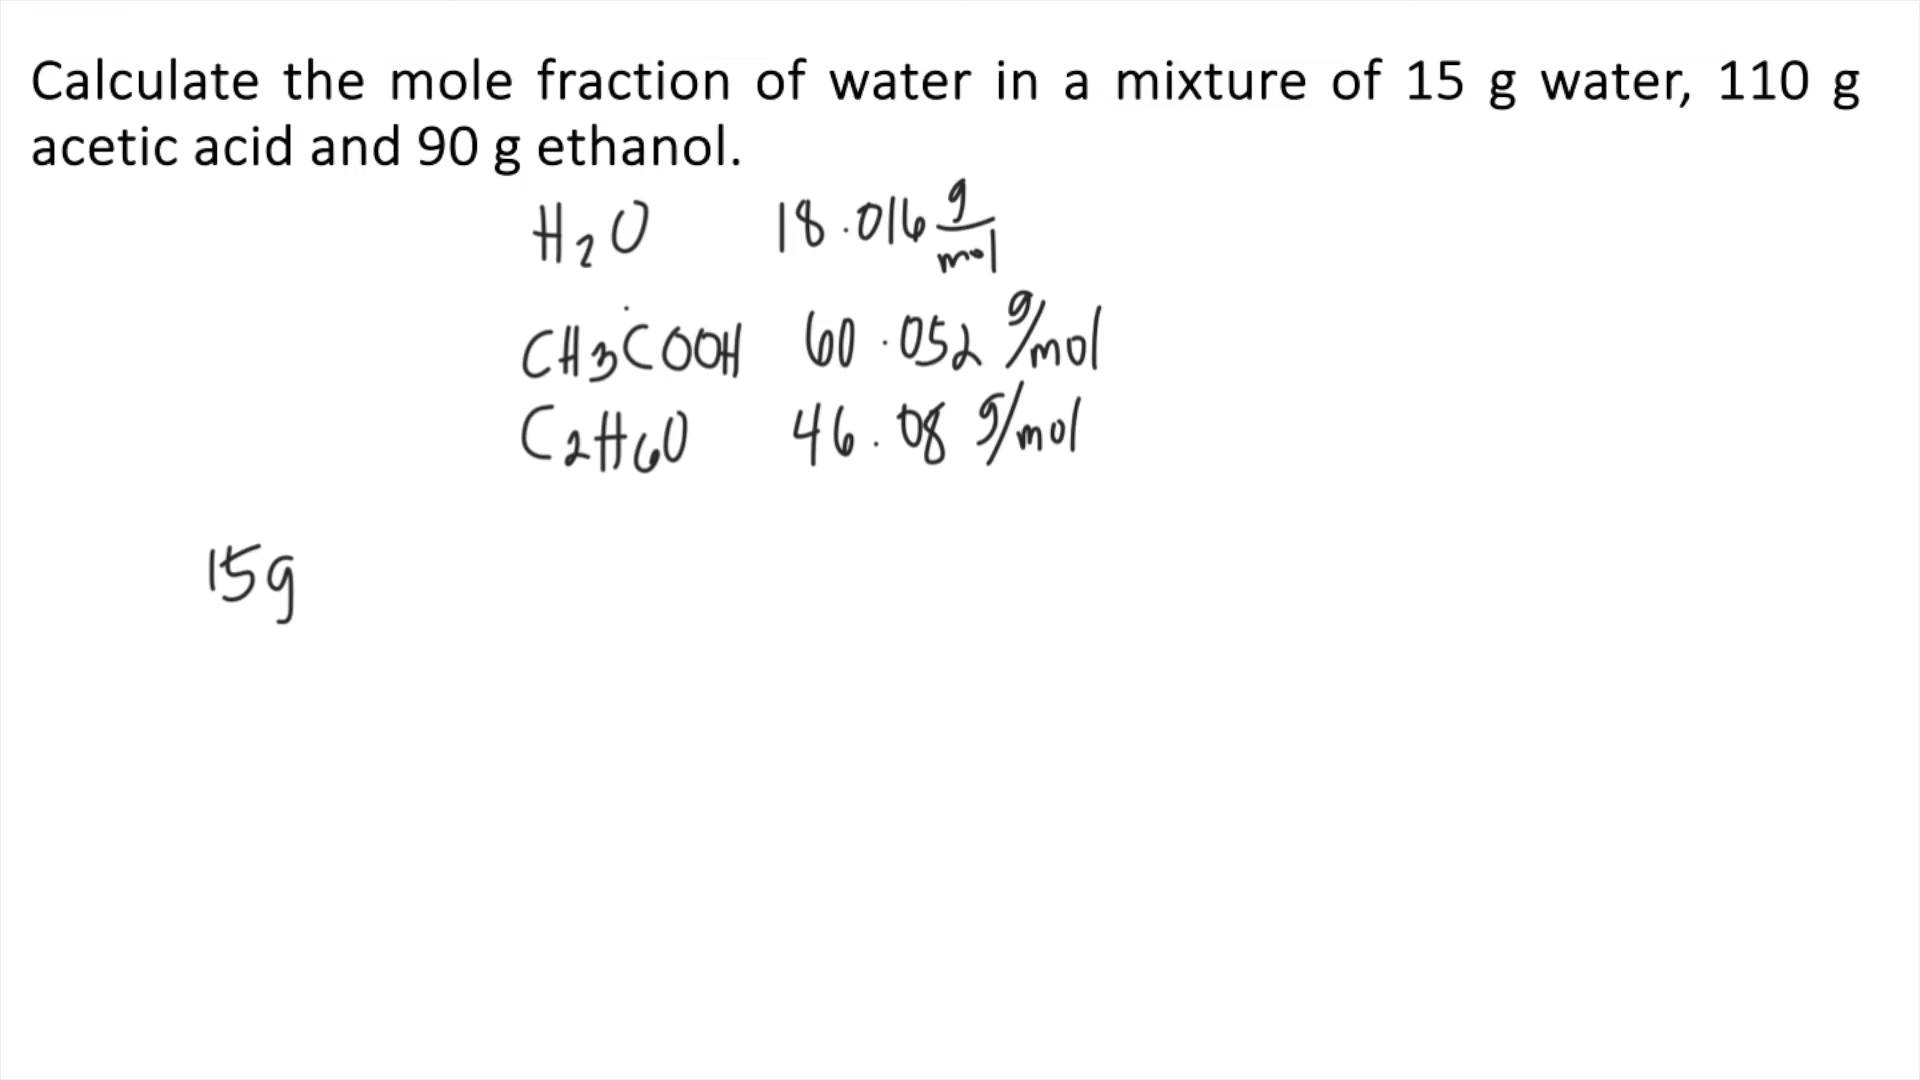 Calculate the mole fraction of water in a mixture of 15 g water, 110 g
acetic acid and 90 g ethanol.
H₂O 18.016 g/mol
CH3COOH 60.052 g/mol
C2H6O 46.08 g/mol
15g